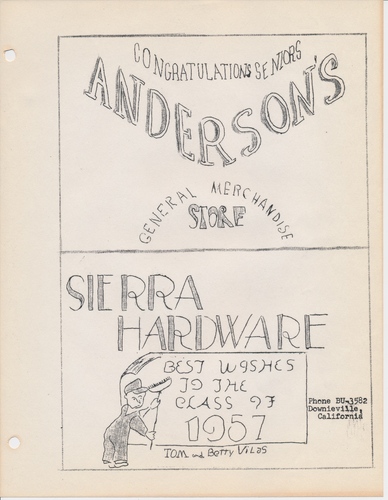 CONGRATULATIONS SENIORS
ANDERSON'S
GENERAL MERCHANDISE
STORE
SIERRA
HARDWARE
BEST WISHES
TO THE
CLASS OF
1957
TOM and BETTY VILAS
Phone BU-3582
Downieville,
California